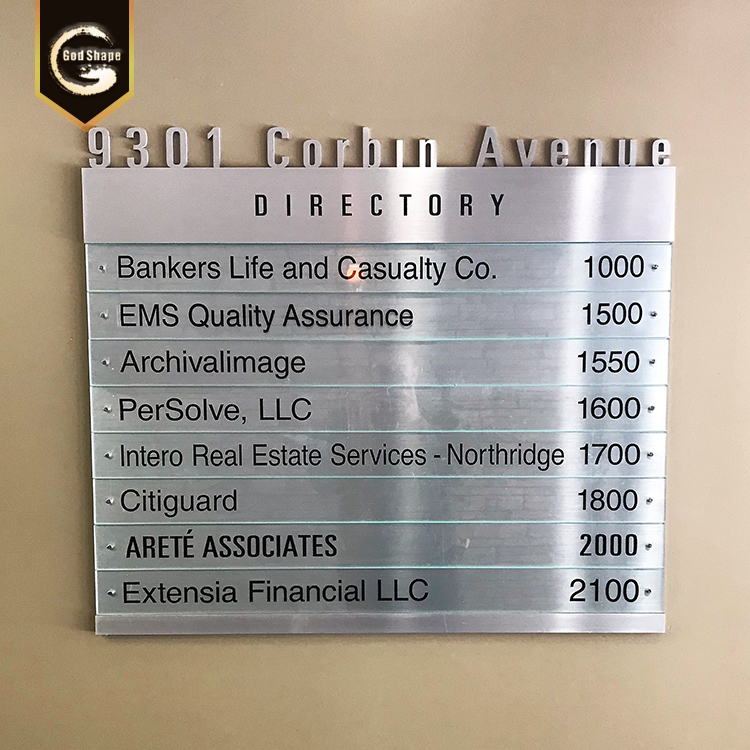 God Shape
9301 Corbin Avenue
DIRECTORY
Bankers Life and Casualty Co. 1000
EMS Quality Assurance 1500
Archivalimage 1550
PerSolve, LLC 1600
Intero Real Estate Services - Northridge 1700
Citiguard 1800
ARETÉ ASSOCIATES 2000
Extensia Financial LLC 2100